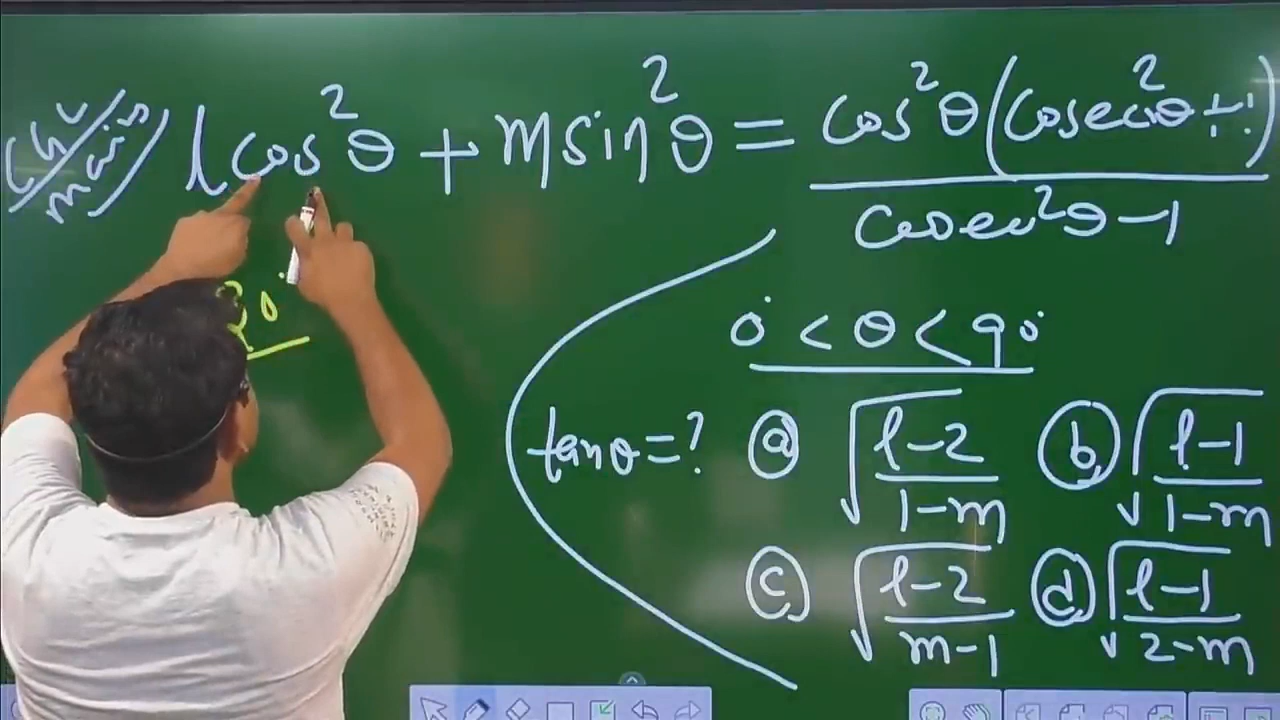 CGL mains
l cos²θ + m sin²θ = cos²θ (cosec²θ + 1) / cosec²θ - 1
0° < θ < 90°
tanθ = ?
ⓐ √(l-2 / 1-m) ⓑ √(l-1 / 1-m)
ⓒ √(l-2 / m-1) ⓓ √(l-1 / 2-m)